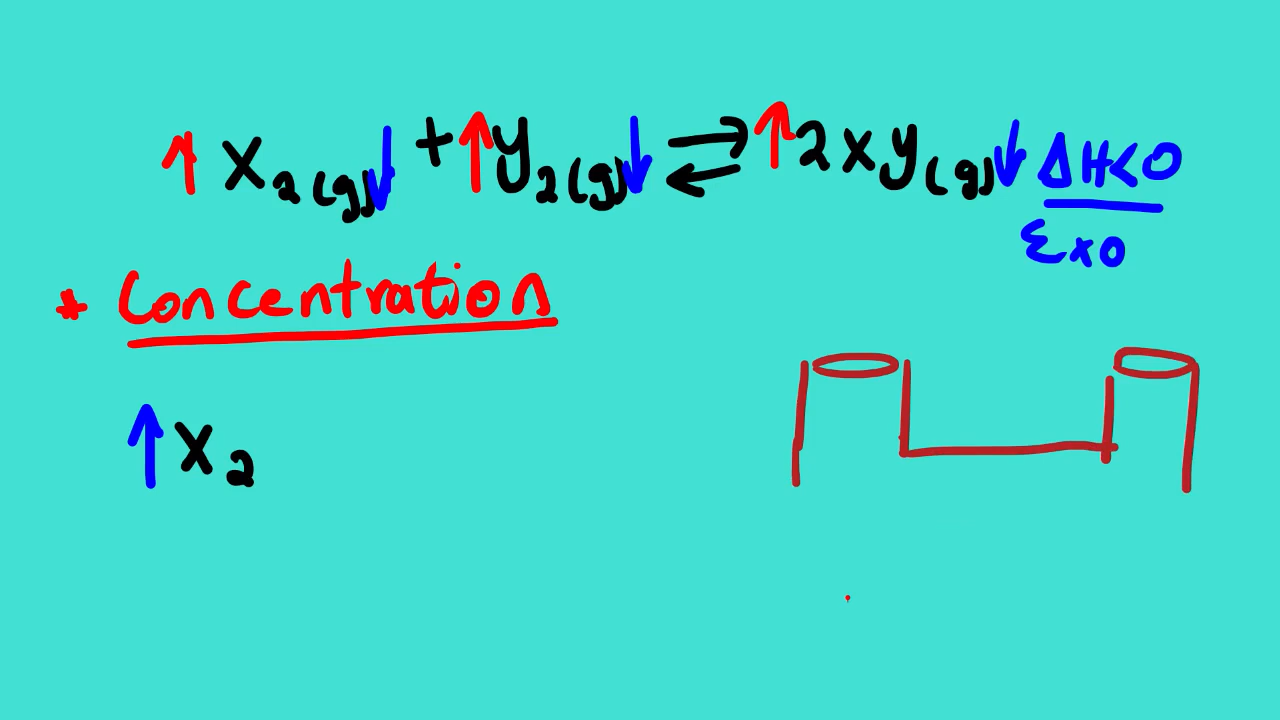 ↑ X₂(g) ↓ + ↑ y₂(g) ↓ ⇌ ↑ 2xy(g) ↓ ΔH<0
Exo
* Concentration
↑ X₂